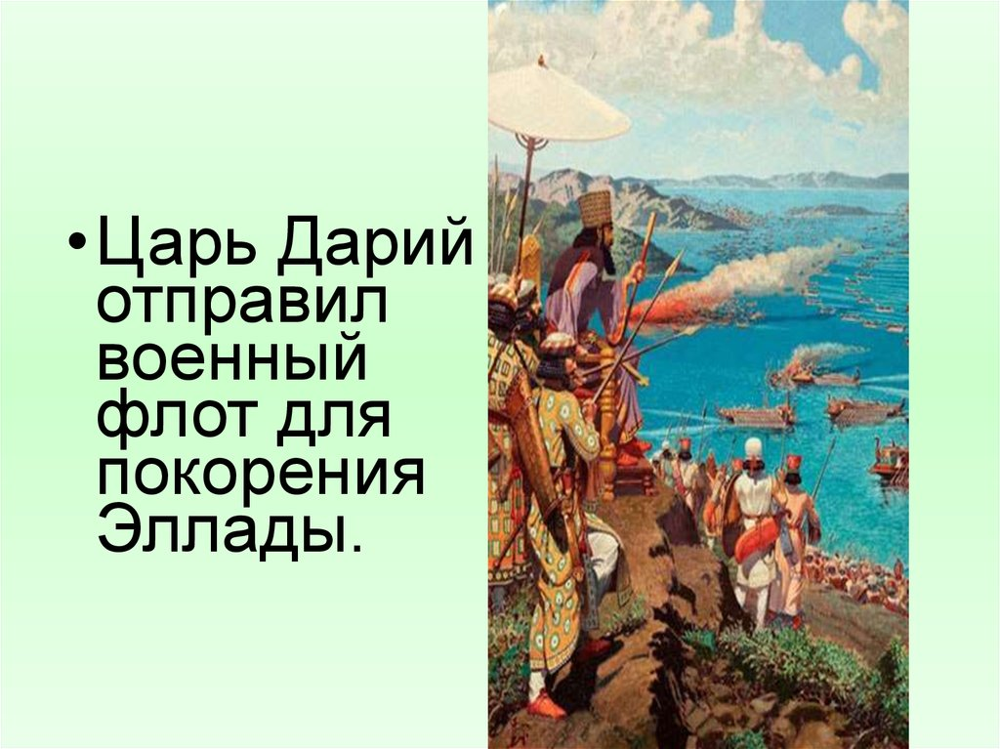 •Царь Дарий
отправил
военный
флот для
покорения
Эллады.